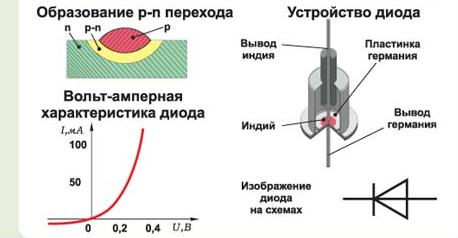 Образование p-n перехода
n p-n p
Вольт-амперная
характеристика диода
I,мА
100
50
0 0,2 0,4 U,В
Устройство диода
Вывод
индия
Пластинка
германия
Индий
Вывод
германия
Изображение
диода
на схемах